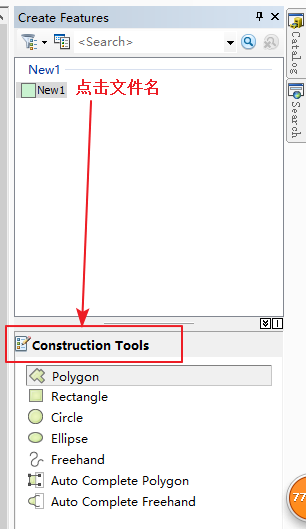 Create Features
<Search>
New1
New1 点击文件名
Construction Tools
Polygon
Rectangle
Circle
Ellipse
Freehand
Auto Complete Polygon
Auto Complete Freehand
Catalog
Search
77